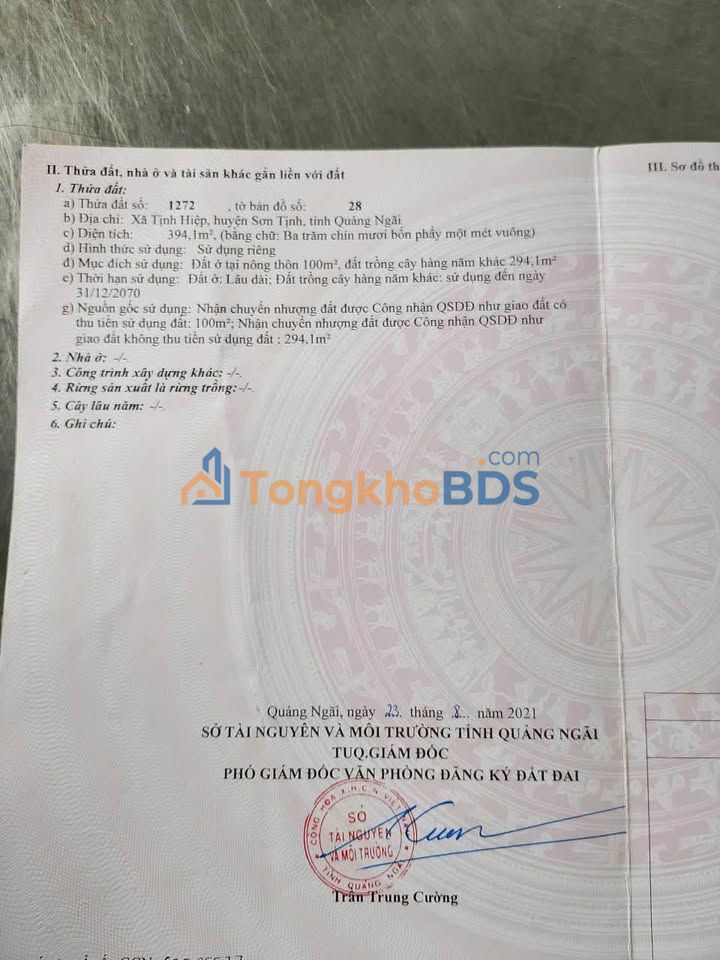 II. Thửa đất, nhà ở và tài sản khác gắn liền với đất
III. Sơ đồ th
1. Thửa đất:
a) Thửa đất số: 1272 , tờ bản đồ số: 28
b) Địa chỉ: Xã Tịnh Hiệp, huyện Sơn Tịnh, tỉnh Quảng Ngãi
c) Diện tích: 394,1m², (bằng chữ: Ba trăm chín mươi bốn phẩy một mét vuông)
d) Hình thức sử dụng: Sử dụng riêng
đ) Mục đích sử dụng: Đất ở tại nông thôn 100m², đất trồng cây hàng năm khác 294,1m²
e) Thời hạn sử dụng: Đất ở: Lâu dài; Đất trồng cây hàng năm khác: sử dụng đến ngày
31/12/2070
g) Nguồn gốc sử dụng: Nhận chuyển nhượng đất được Công nhận QSDĐ như giao đất có
thu tiền sử dụng đất: 100m²; Nhận chuyển nhượng đất được Công nhận QSDĐ như
giao đất không thu tiền sử dụng đất : 294,1m²
2. Nhà ở: -/-.
3. Công trình xây dựng khác: -/-.
4. Rừng sản xuất là rừng trồng: -/-.
5. Cây lâu năm: -/-.
6. Ghi chú:
TongkhoBDS.com
Quảng Ngãi, ngày 23 tháng 8 năm 2021
SỞ TÀI NGUYÊN VÀ MÔI TRƯỜNG TỈNH QUẢNG NGÃI
TUQ.GIÁM ĐỐC
PHÓ GIÁM ĐỐC VĂN PHÒNG ĐĂNG KÝ ĐẤT ĐAI
CỘNG HÒA X.H.C.N VIỆT NAM
SỞ
TÀI NGUYÊN
VÀ MÔI TRƯỜNG
TỈNH QUẢNG NGÃI
Trần Trung Cường